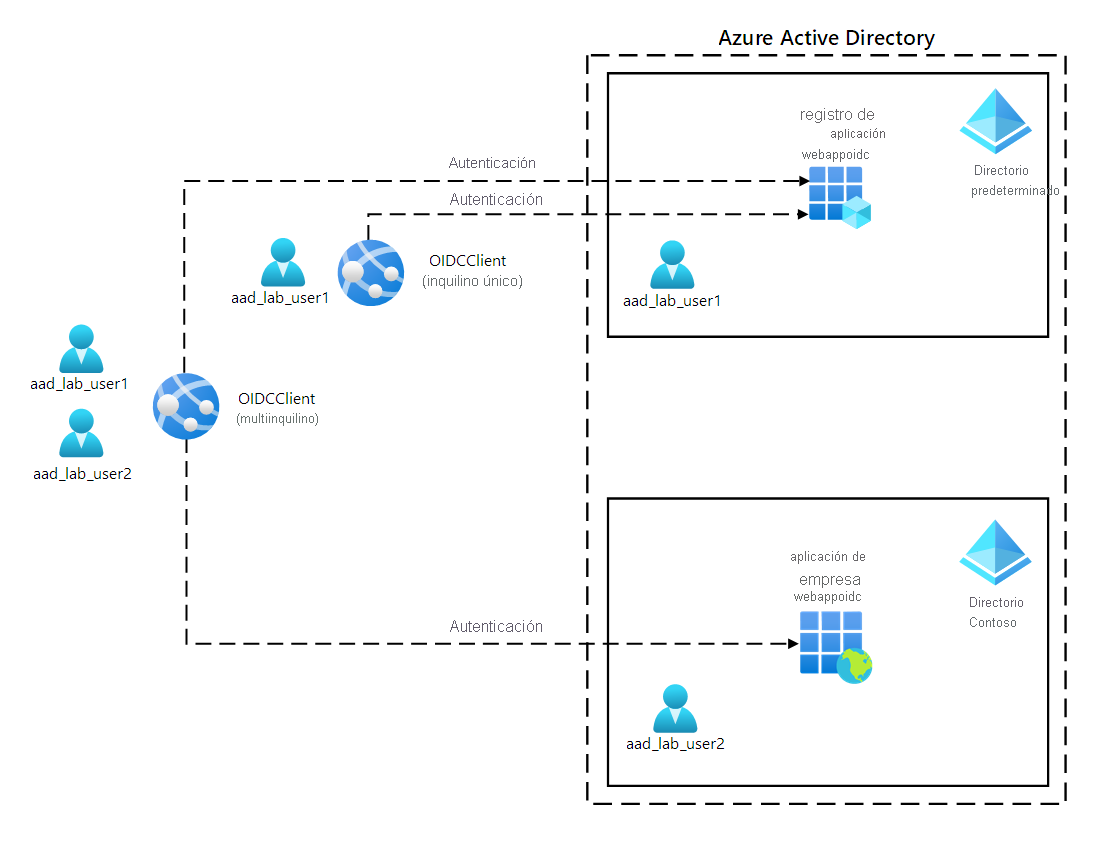 Azure Active Directory
registro de
aplicación
webappoidc
Directorio
predeterminado
Autenticación
Autenticación
OIDCClient
(inquilino único)
aad_lab_user1
aad_lab_user1
aad_lab_user1
OIDCClient
(multiinquilino)
aad_lab_user2
aplicación de
empresa
webappoidc
Directorio
Contoso
Autenticación
aad_lab_user2